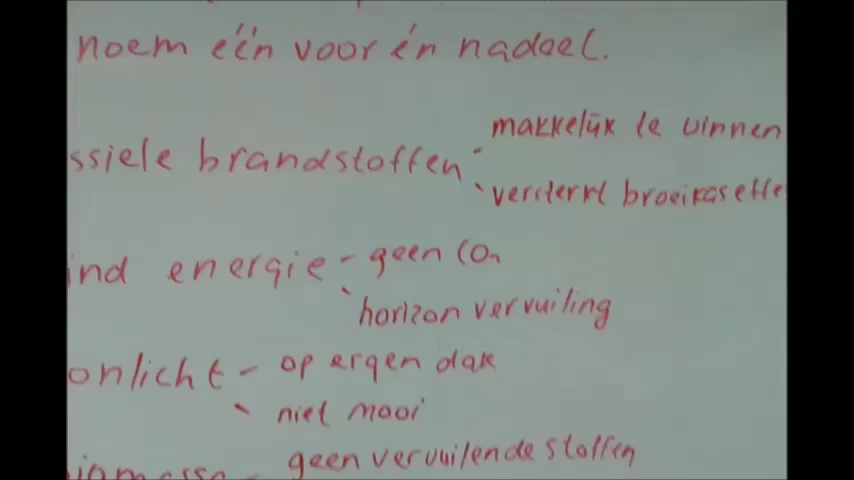 noem één voor én nadeel.
makkelijk te winnen
ssiele brandstoffen
versterkt broeikaseffe
ind energie - geen CO₂
horizon vervuiling
onlicht - op eigen dak
niet mooi
geen vervuilende stoffen